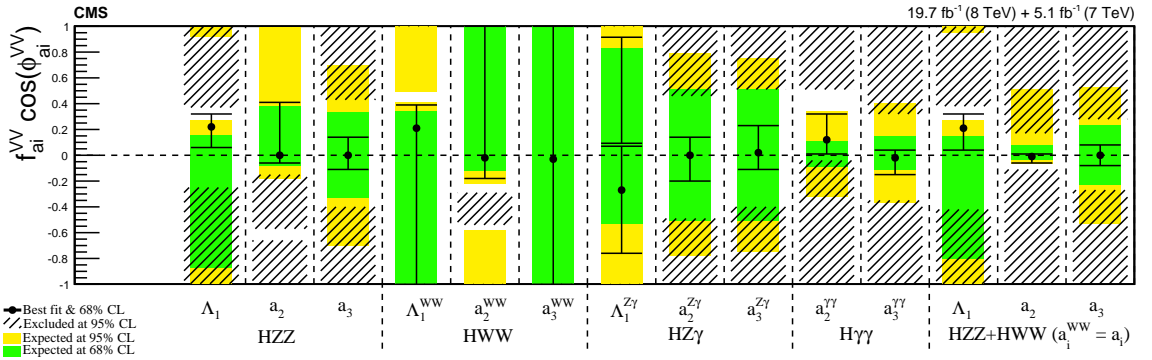 CMS 19.7 fb⁻¹ (8 TeV) + 5.1 fb⁻¹ (7 TeV)
f_{ai}^{VV} cos(ϕ_{ai}^{VV})
1
0.8
0.6
0.4
0.2
0
-0.2
-0.4
-0.6
-0.8
-1
Λ₁ a₂ a₃ Λ₁^{WW} a₂^{WW} a₃^{WW} Λ₁^{Zγ} a₂^{Zγ} a₃^{Zγ} a₂^{γγ} a₃^{γγ} Λ₁ a₂ a₃
HZZ HWW HZγ Hγγ HZZ+HWW (a_i^{WW} = a_i)
Best fit & 68% CL
Excluded at 95% CL
Expected at 95% CL
Expected at 68% CL